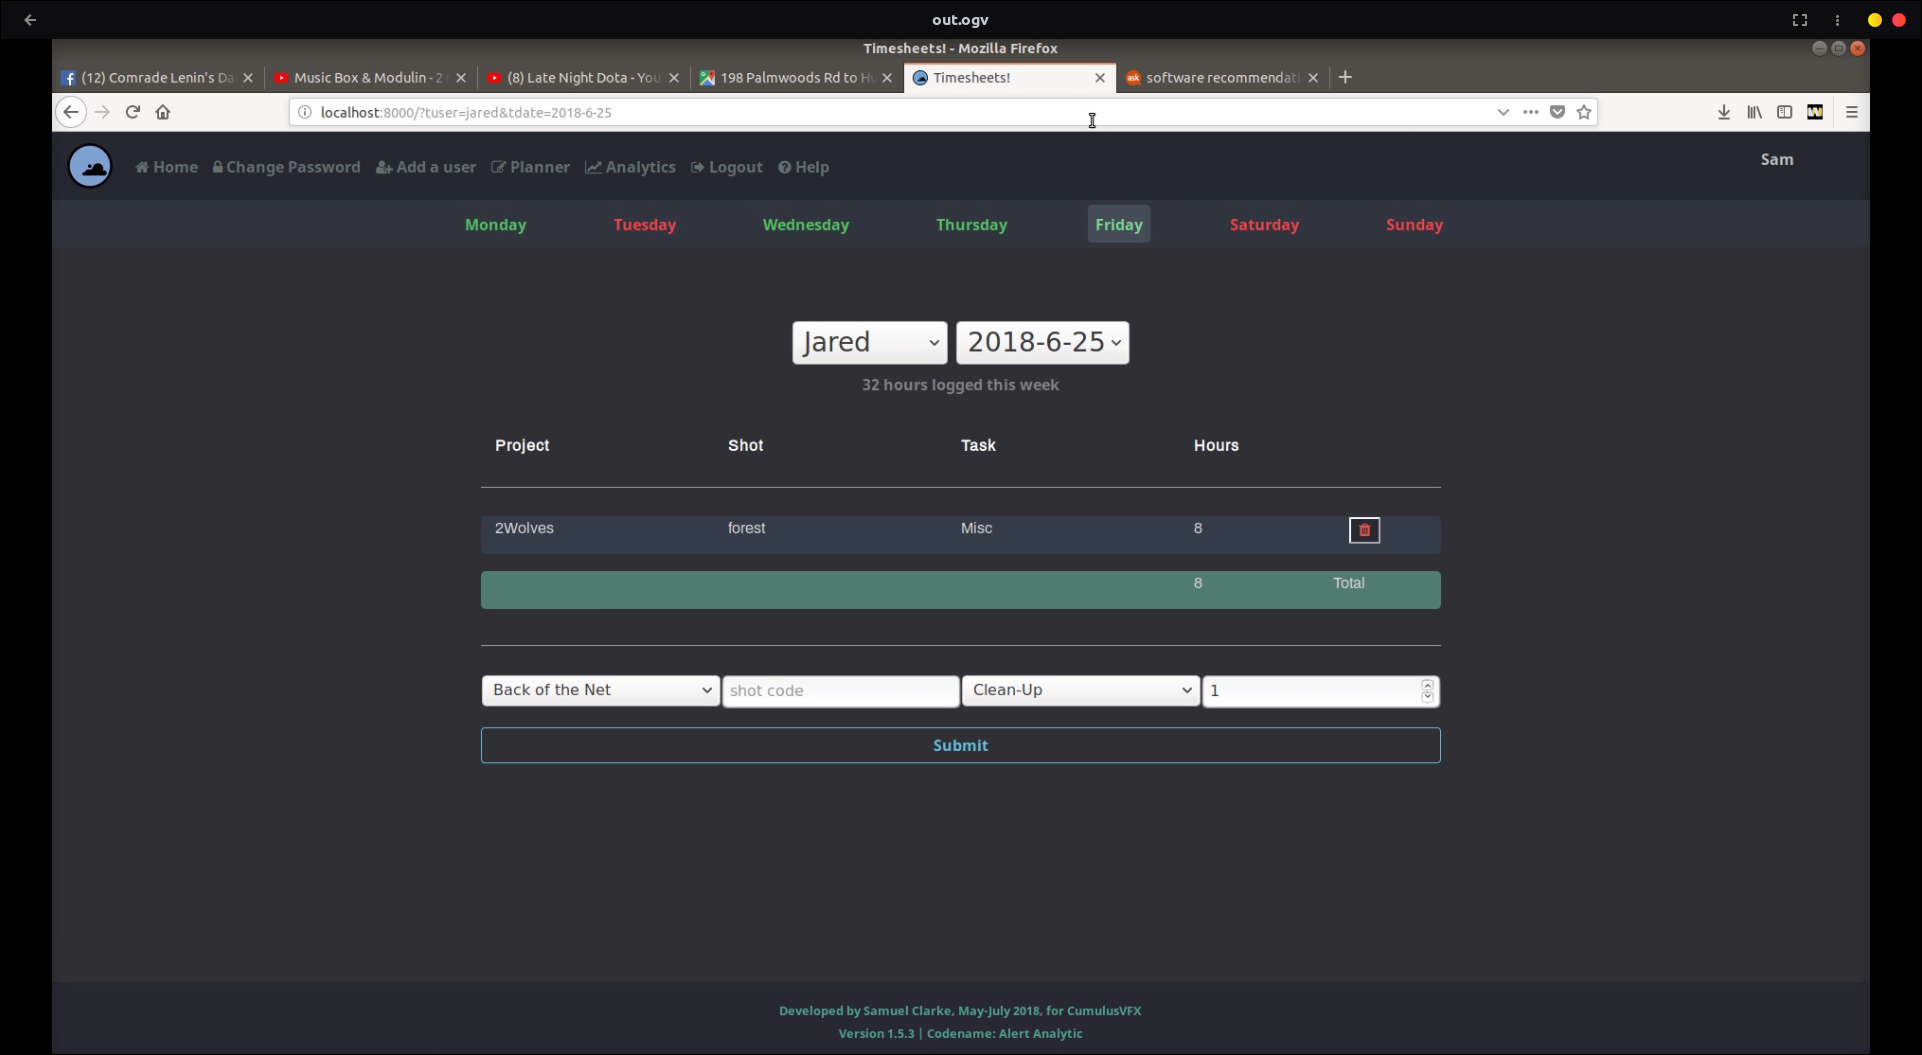 out.ogv
Timesheets! - Mozilla Firefox
(12) Comrade Lenin's Da
Music Box & Modulin - 2
(8) Late Night Dota - You
198 Palmwoods Rd to Hu
Timesheets!
software recommendati
localhost:8000/?tuser=jared&tdate=2018-6-25
Home Change Password Add a user Planner Analytics Logout Help
Sam
Monday Tuesday Wednesday Thursday Friday Saturday Sunday
Jared 2018-6-25
32 hours logged this week
Project Shot Task Hours
2Wolves forest Misc 8
8 Total
Back of the Net shot code Clean-Up 1
Submit
Developed by Samuel Clarke, May-July 2018, for CumulusVFX
Version 1.5.3 | Codename: Alert Analytic